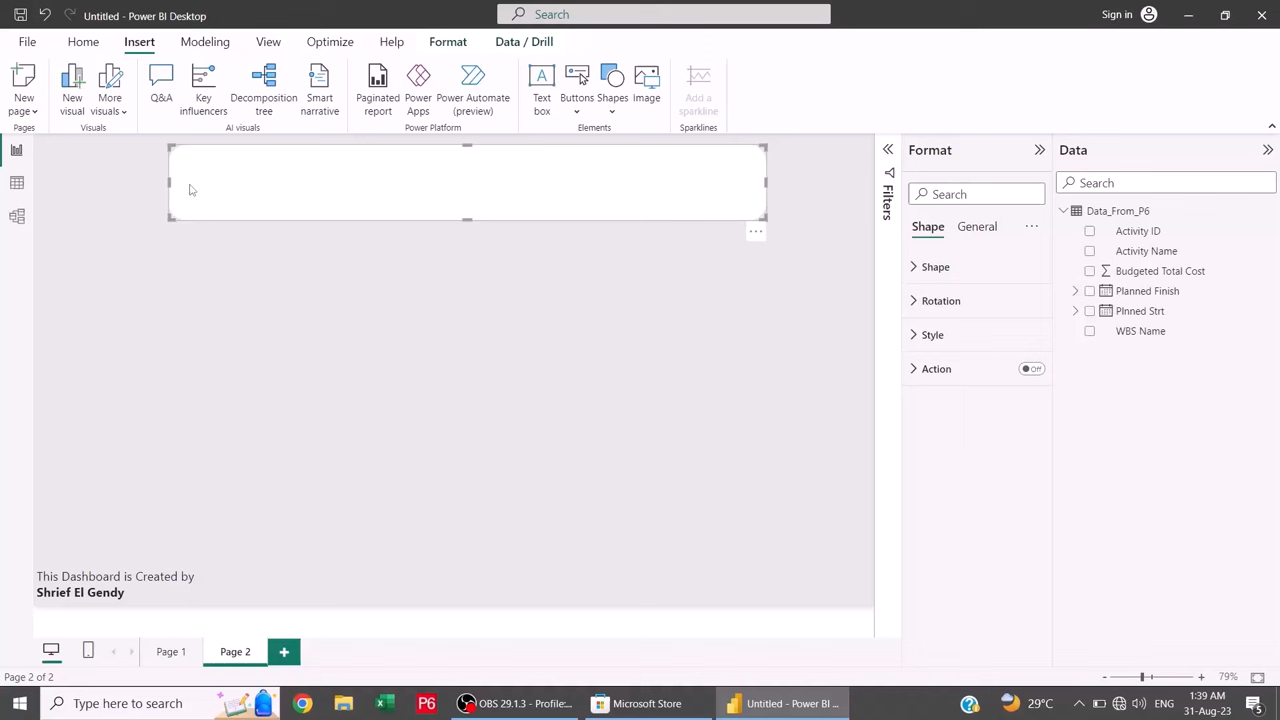 Untitled - Power BI Desktop
Search
Sign in
File
Home
Insert
Modeling
View
Optimize
Help
Format
Data / Drill
New page
New visual
More visuals
Q&A
Key influencers
Decomposition tree
Smart narrative
Paginated report
Power Apps
Power Automate (preview)
Text box
Buttons
Shapes
Image
Add a sparkline
Pages
Visuals
AI visuals
Power Platform
Elements
Sparklines
Filters
Format
Search
Shape
General
Shape
Rotation
Style
Action
Off
Data
Search
Data_From_P6
Activity ID
Activity Name
Budgeted Total Cost
Planned Finish
Plnned Strt
WBS Name
This Dashboard is Created by
Shrief El Gendy
Page 1
Page 2
Page 2 of 2
79%
Type here to search
P6
OBS 29.1.3 - Profile:...
Microsoft Store
Untitled - Power BI ...
29°C
ENG
1:39 AM
31-Aug-23